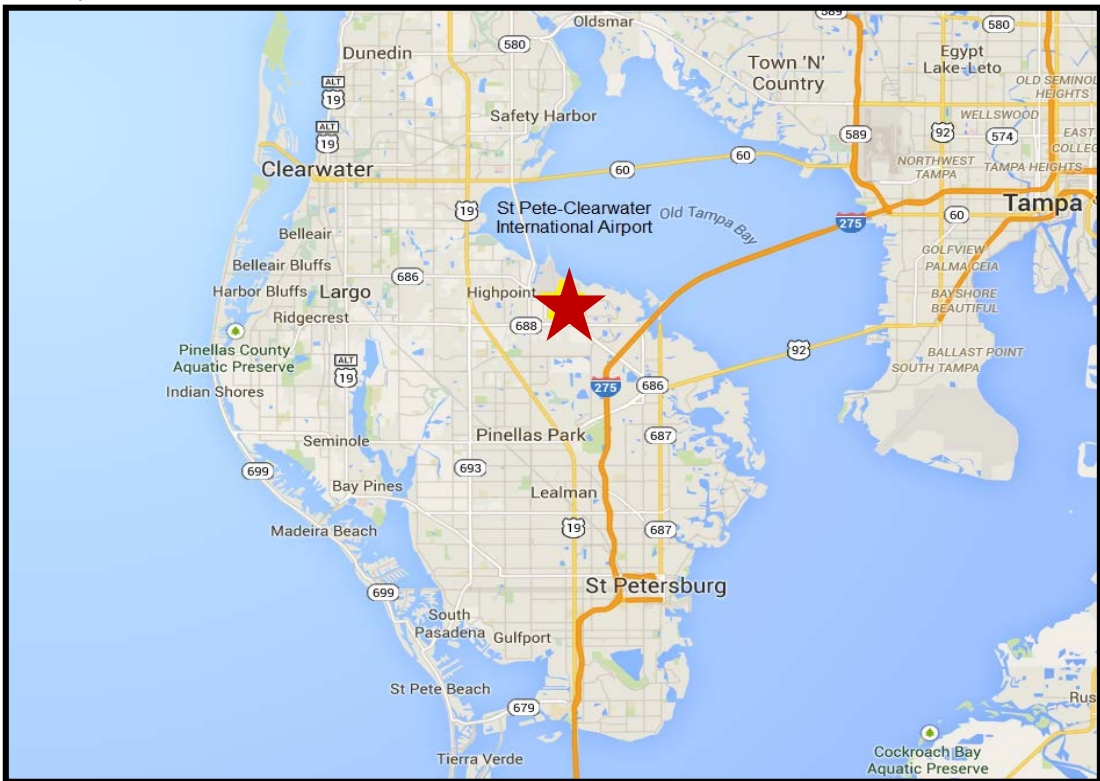 Oldsmar
589
580
580
Dunedin
Egypt
Lake-Leto
Town 'N'
Country
ALT
19
OLD SEMINOL
HEIGHTS
Safety Harbor
WELLSWOOD
ALT
19
589
92
574
EAST
COLLEG
60
60
NORTHWEST
TAMPA
TAMPA HEIGHTS
Clearwater
19
St Pete-Clearwater
International Airport
Old Tampa Bay
275
60
Tampa
Belleair
GOLFVIEW
PALMA CEIA
Belleair Bluffs
686
Harbor Bluffs
Largo
Highpoint
BAYSHORE
BEAUTIFUL
Ridgecrest
688
Pinellas County
Aquatic Preserve
ALT
19
92
BALLAST POINT
SOUTH TAMPA
Indian Shores
275
686
Seminole
Pinellas Park
687
699
693
Bay Pines
Lealman
Madeira Beach
19
687
699
St Petersburg
South
Pasadena
Gulfport
St Pete Beach
679
Rus
Tierra Verde
Cockroach Bay
Aquatic Preserve